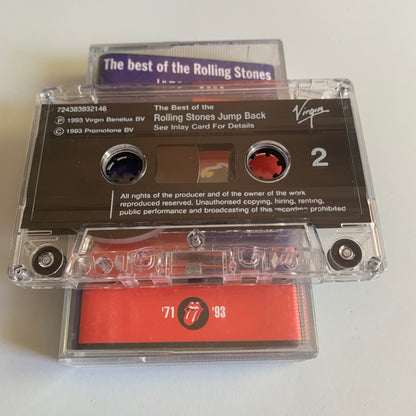 The best of the Rolling Stones
JUMP BACK
724383932146
℗ 1993 Virgin Benelux BV
© 1993 Promotone BV
The Best of the
Rolling Stones Jump Back
See Inlay Card For Details
Virgin
2
All rights of the producer and of the owner of the work
reproduced reserved. Unauthorised copying, hiring, renting,
public performance and broadcasting of this recording prohibited
'71 '93